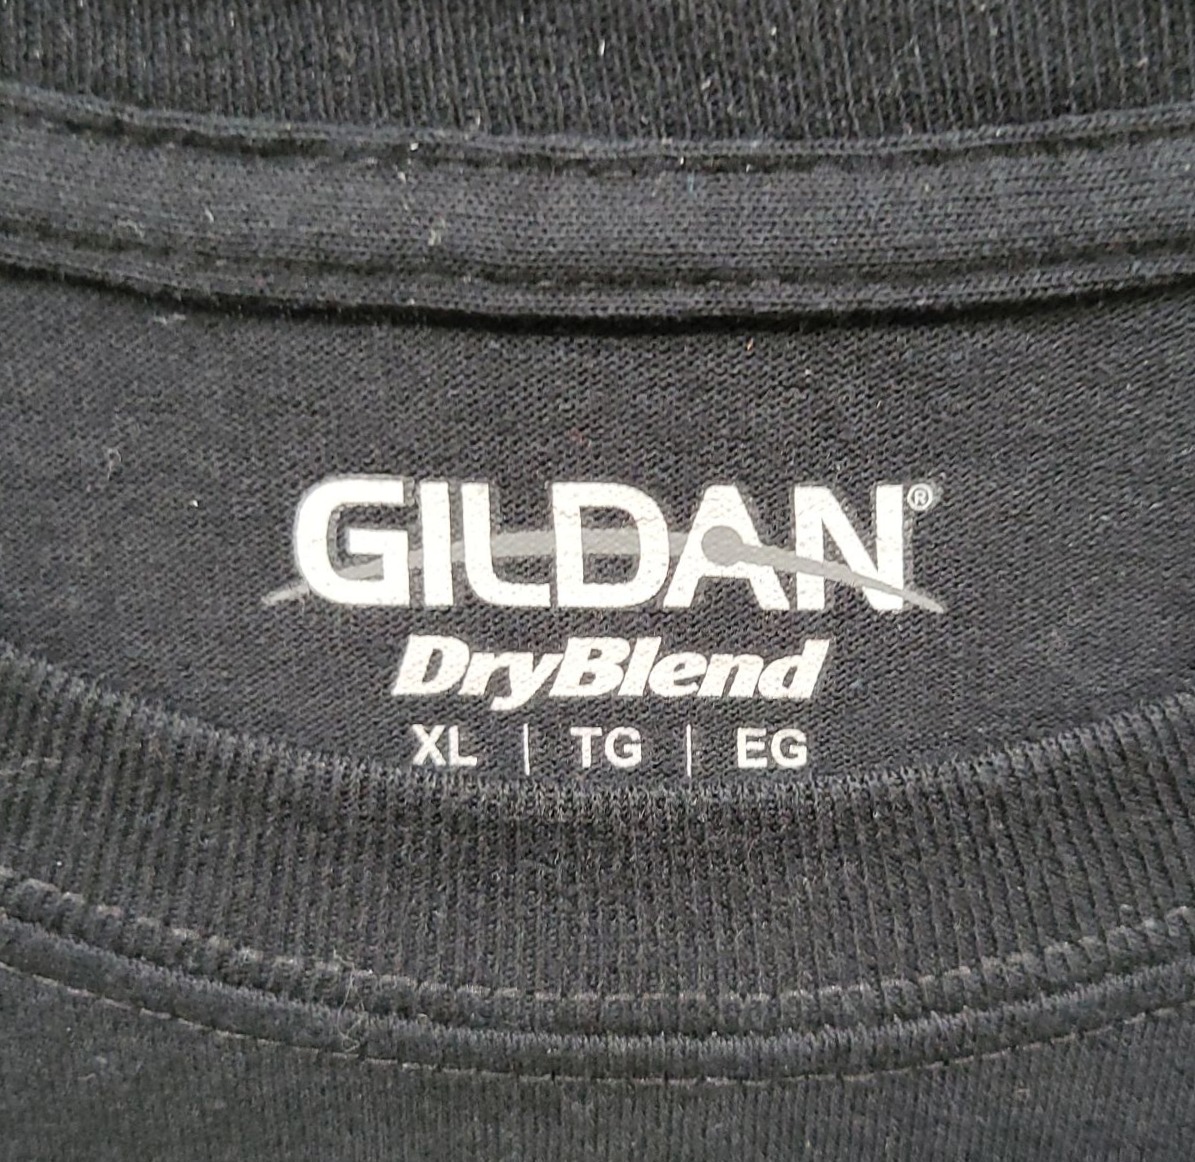 GILDAN®
DryBlend
XL | TG | EG